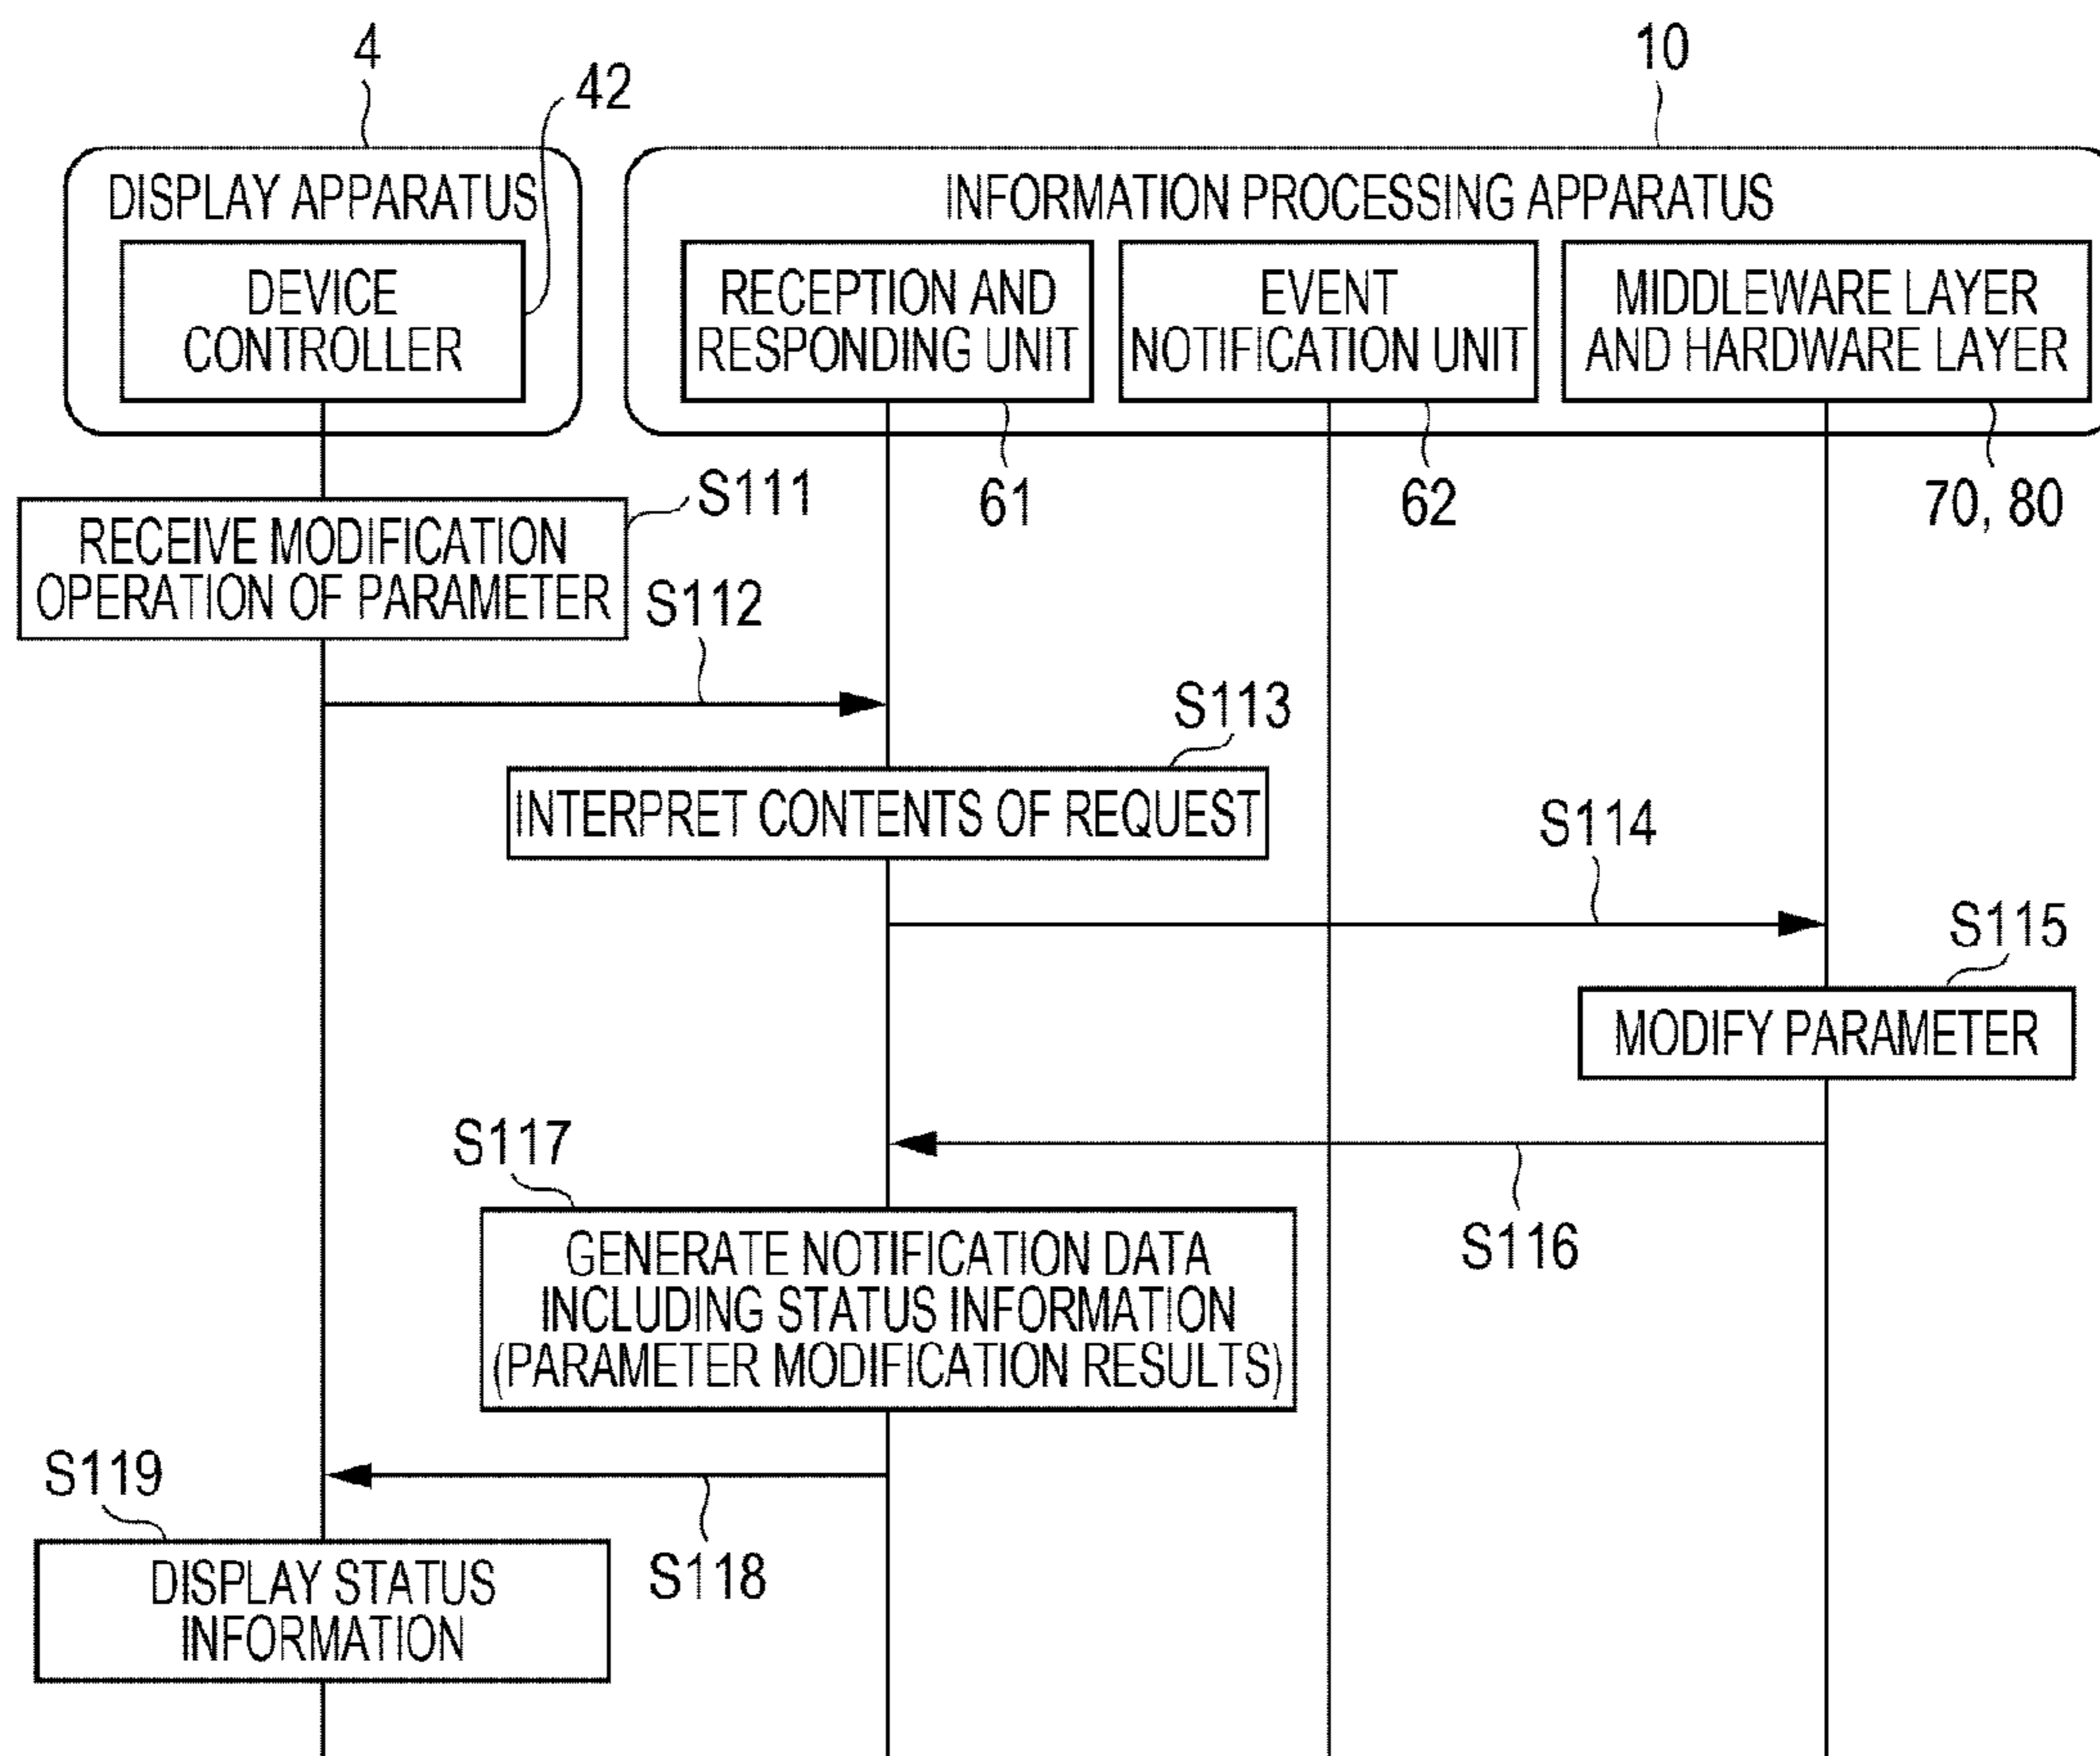 4
42
10
DISPLAY APPARATUS
INFORMATION PROCESSING APPARATUS
DEVICE
CONTROLLER
RECEPTION AND
RESPONDING UNIT
EVENT
NOTIFICATION UNIT
MIDDLEWARE LAYER
AND HARDWARE LAYER
61
62
70, 80
S111
RECEIVE MODIFICATION
OPERATION OF PARAMETER
S112
S113
INTERPRET CONTENTS OF REQUEST
S114
S115
MODIFY PARAMETER
S116
S117
GENERATE NOTIFICATION DATA
INCLUDING STATUS INFORMATION
(PARAMETER MODIFICATION RESULTS)
S118
S119
DISPLAY STATUS
INFORMATION